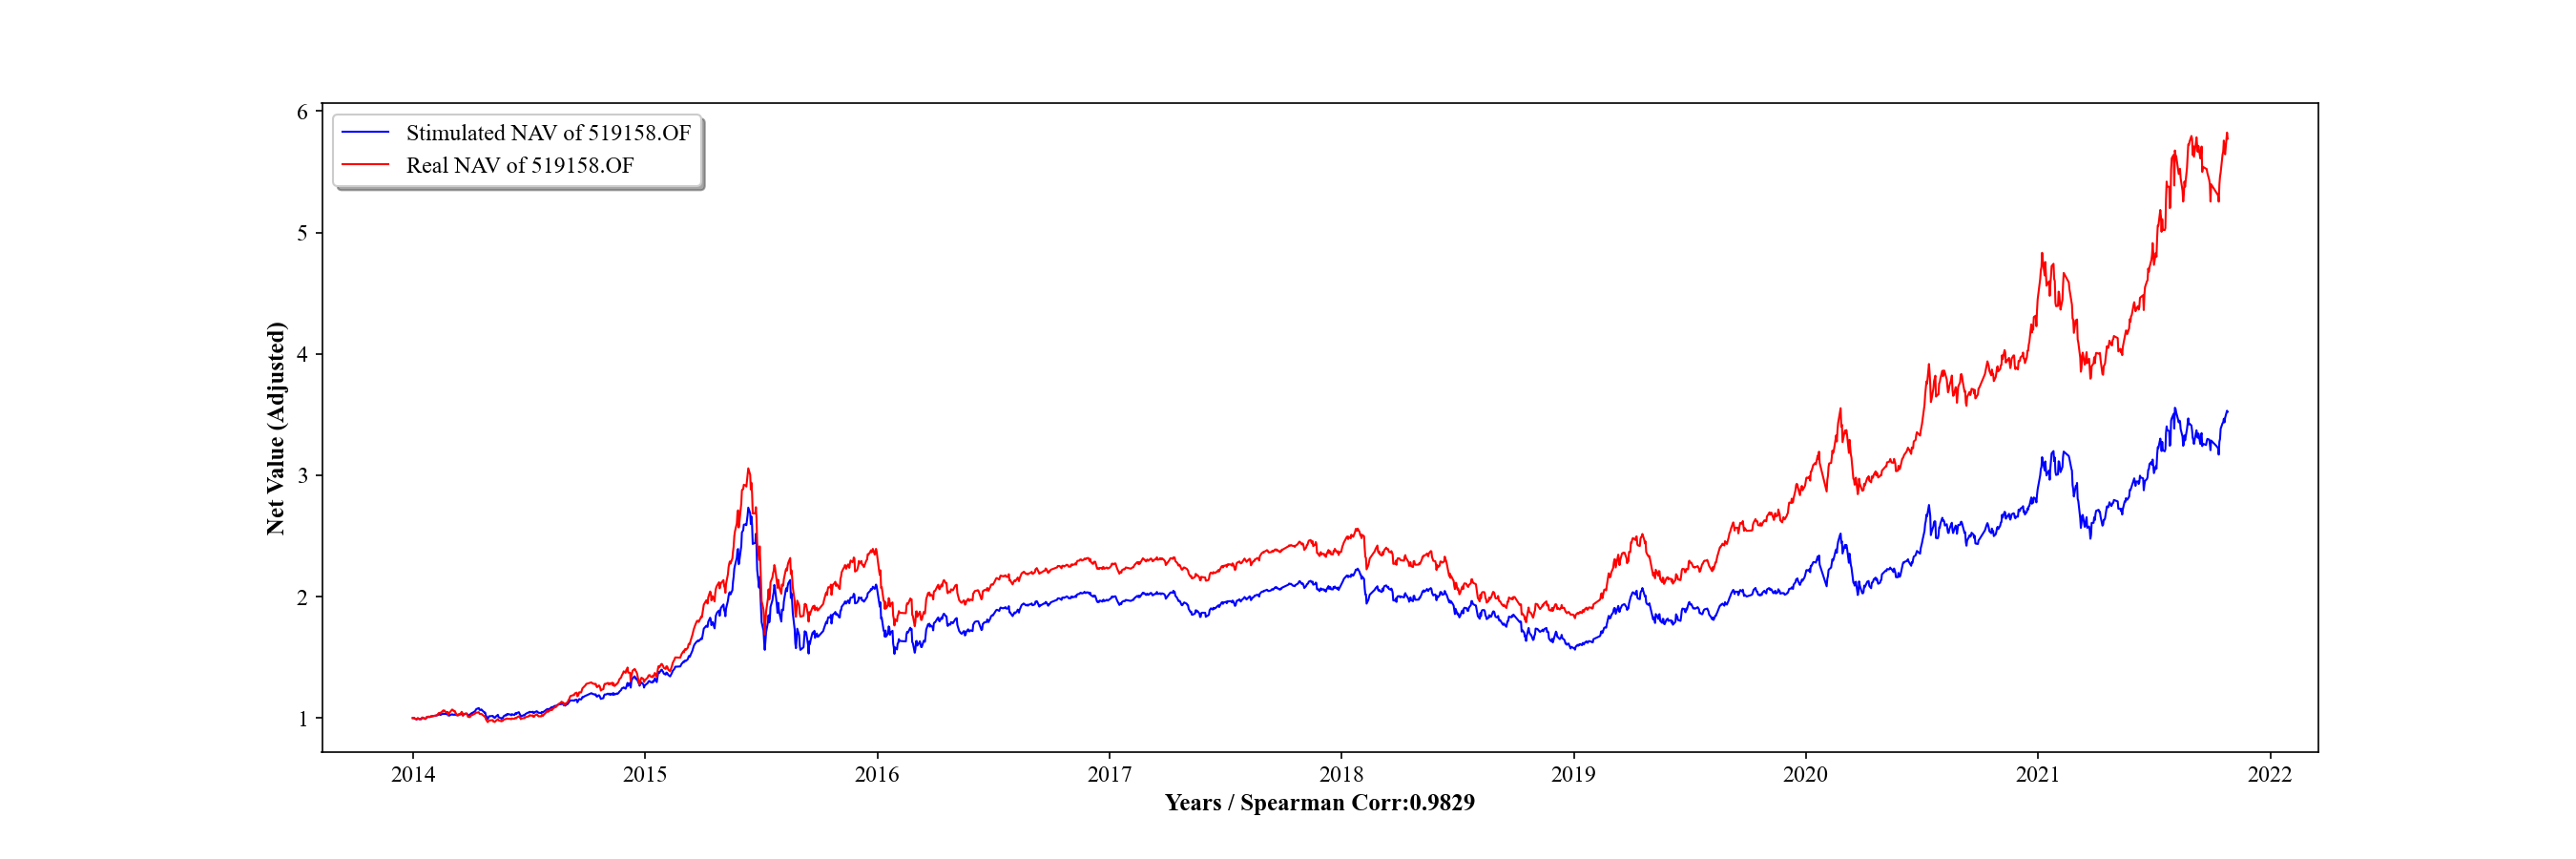 Stimulated NAV of 519158.OF
Real NAV of 519158.OF
Net Value (Adjusted)
6
5
4
3
2
1
2014 2015 2016 2017 2018 2019 2020 2021 2022
Years / Spearman Corr:0.9829